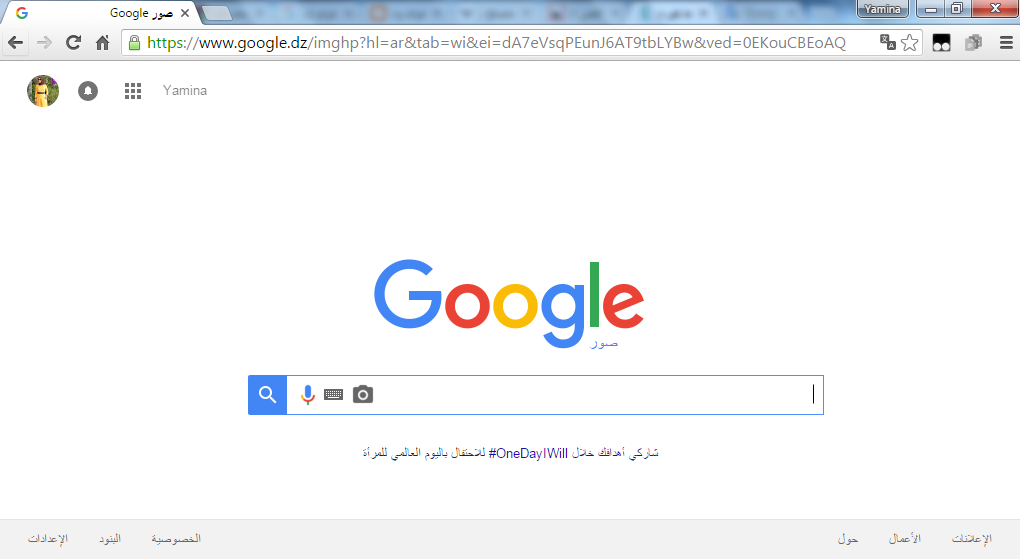 صور Google
Yamina
https://www.google.dz/imghp?hl=ar&tab=wi&ei=dA7eVsqPEunJ6AT9tbLYBw&ved=0EKouCBEoAQ
Yamina
Google
صور
شاركي أهدافك خلال OneDayIWill# للاحتفال باليوم العالمي للمرأة
الإعلانات الأعمال حول الخصوصية البنود الإعدادات